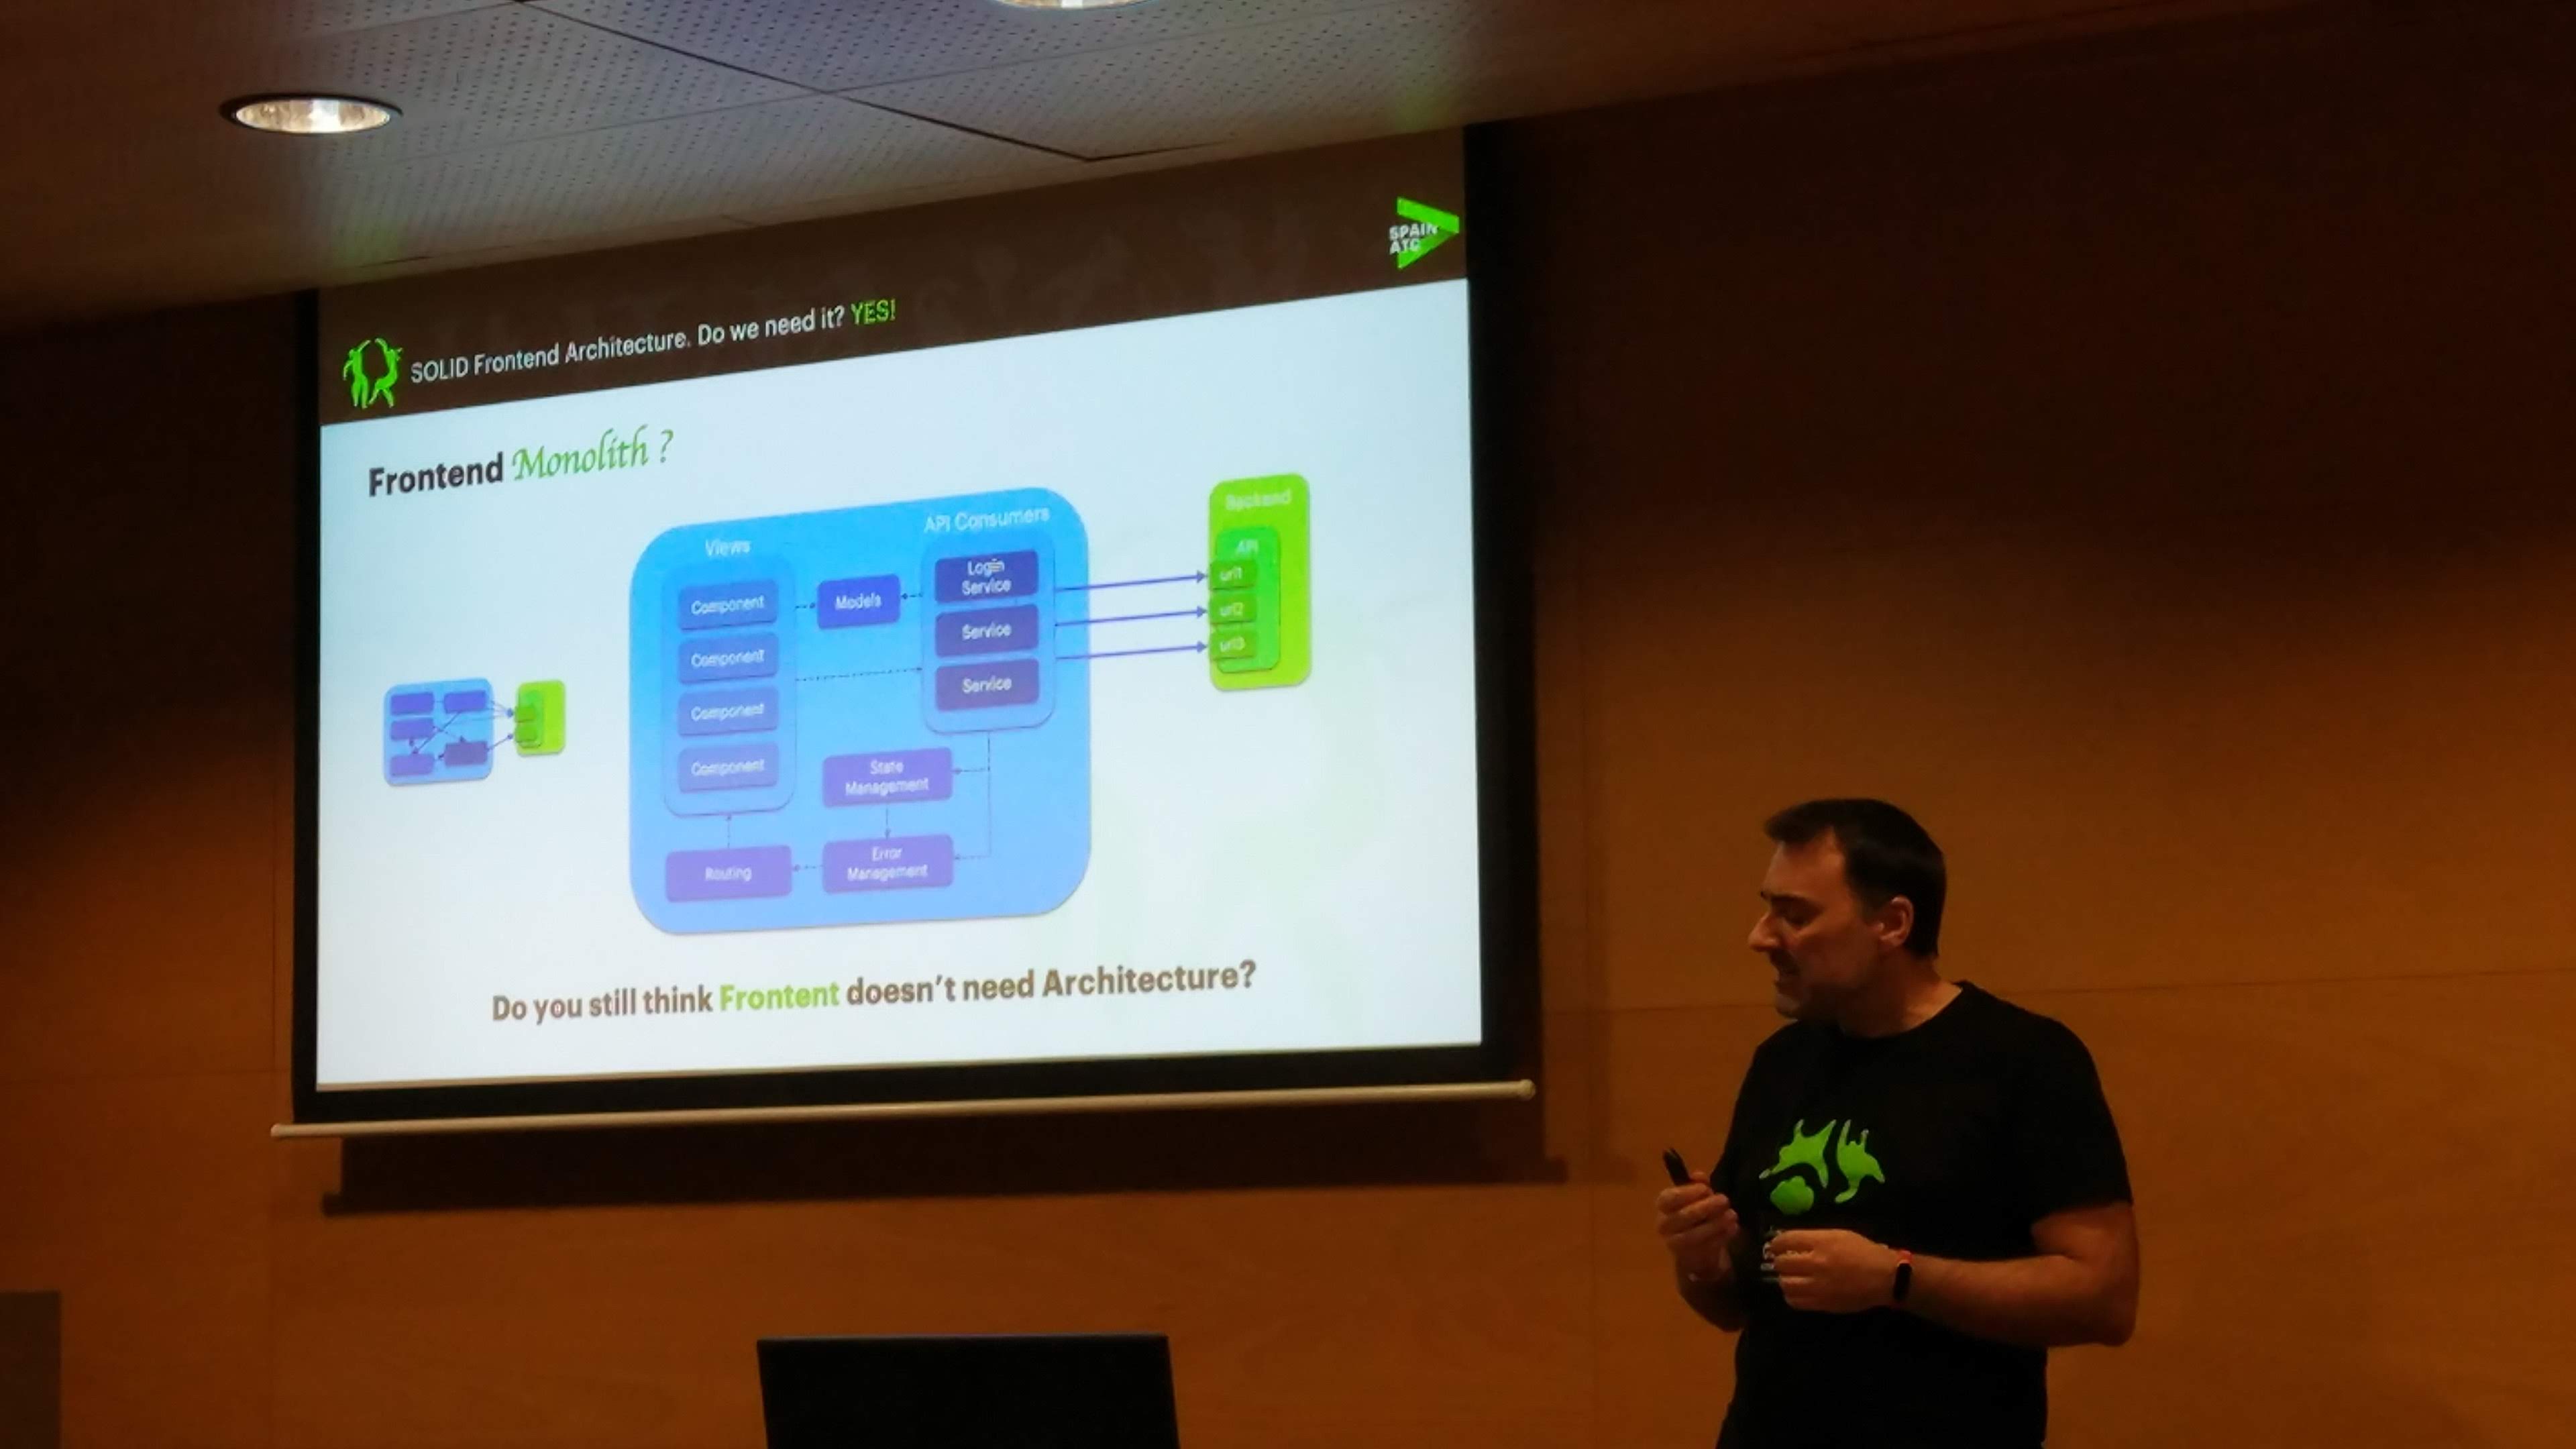 SPAIN
ATC
SOLID Frontend Architecture. Do we need it? YES!
Frontend Monolith ?
Views
API Consumers
Backend
API
Component
Component
Component
Component
Models
Login
Service
Service
Service
url1
url2
url3
State
Management
Error
Management
Routing
Do you still think Frontent doesn't need Architecture?